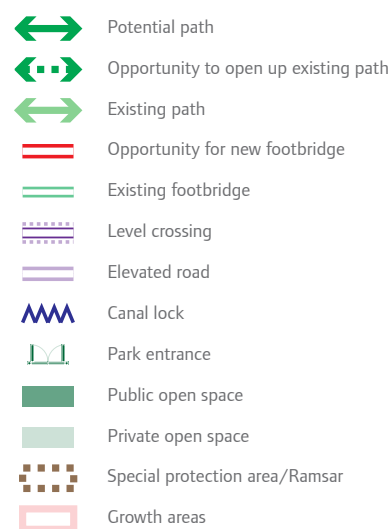 Potential path
Opportunity to open up existing path
Existing path
Opportunity for new footbridge
Existing footbridge
Level crossing
Elevated road
Canal lock
Park entrance
Public open space
Private open space
Special protection area/Ramsar
Growth areas